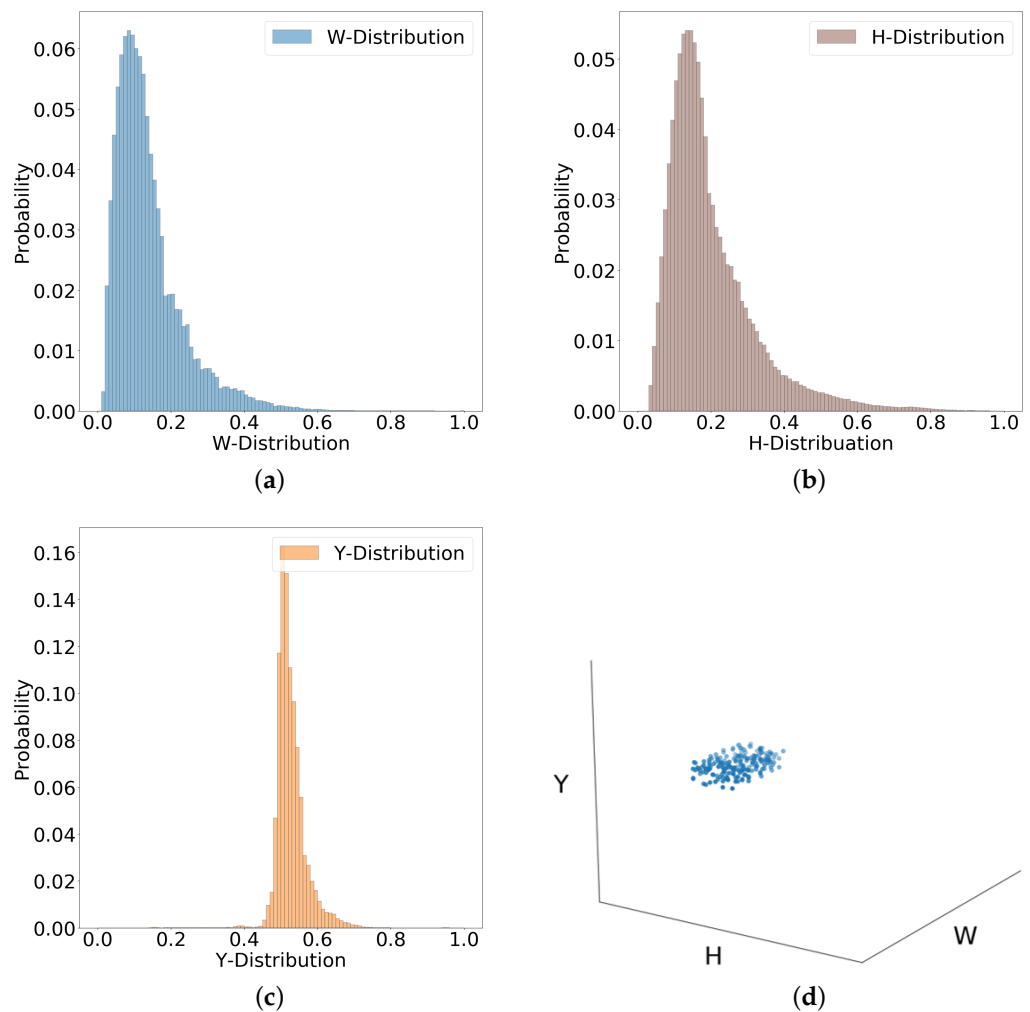 W-Distribution
0.06
0.05
0.04
0.03
0.02
0.01
0.00
Probability
0.0 0.2 0.4 0.6 0.8 1.0
W-Distribution
(a)
H-Distribution
0.05
0.04
0.03
0.02
0.01
0.00
Probability
0.0 0.2 0.4 0.6 0.8 1.0
H-Distribuation
(b)
Y-Distribution
0.16
0.14
0.12
0.10
0.08
0.06
0.04
0.02
0.00
Probability
0.0 0.2 0.4 0.6 0.8 1.0
Y-Distribution
(c)
Y
H
W
(d)